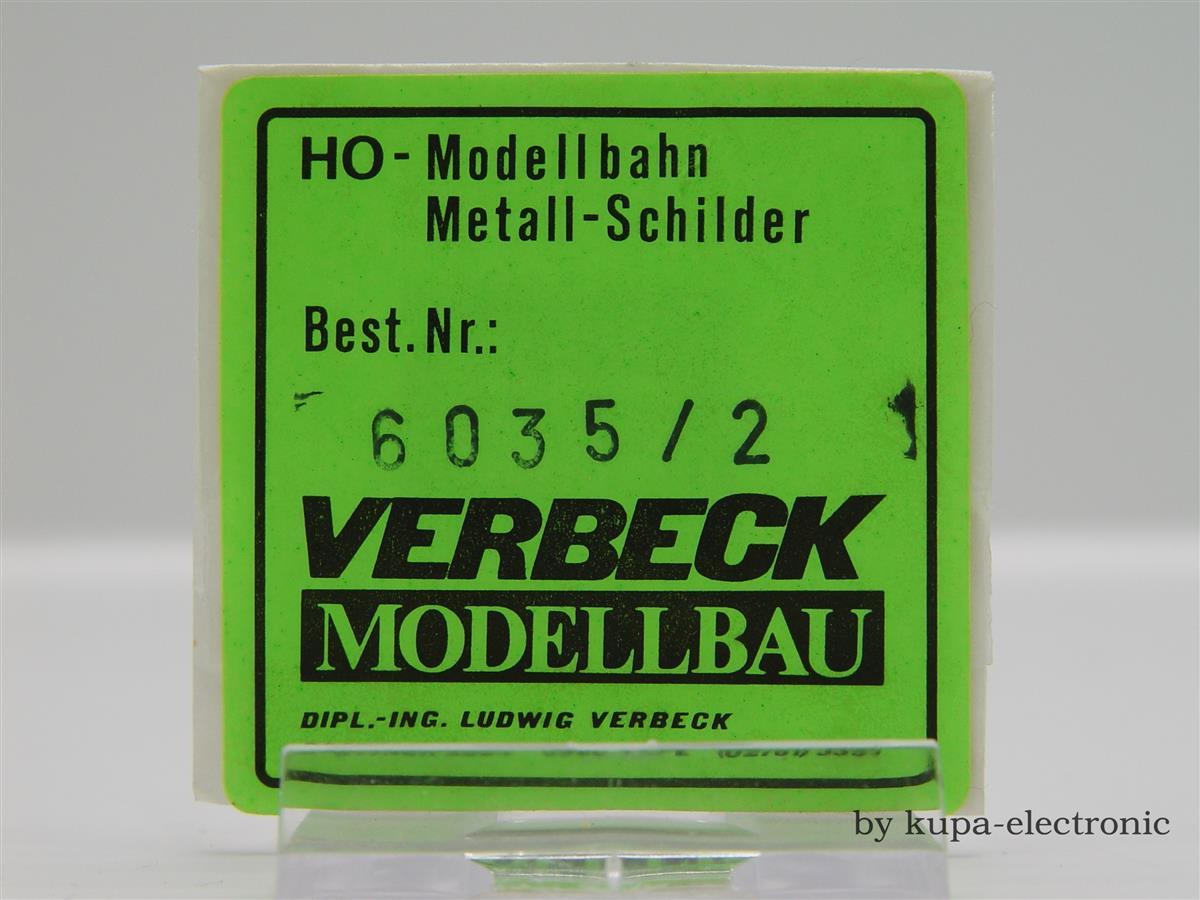 HO-Modellbahn
Metall-Schilder
Best.Nr.:
6035/2
VERBECK
MODELLBAU
DIPL.-ING. LUDWIG VERBECK
by kupa-electronic